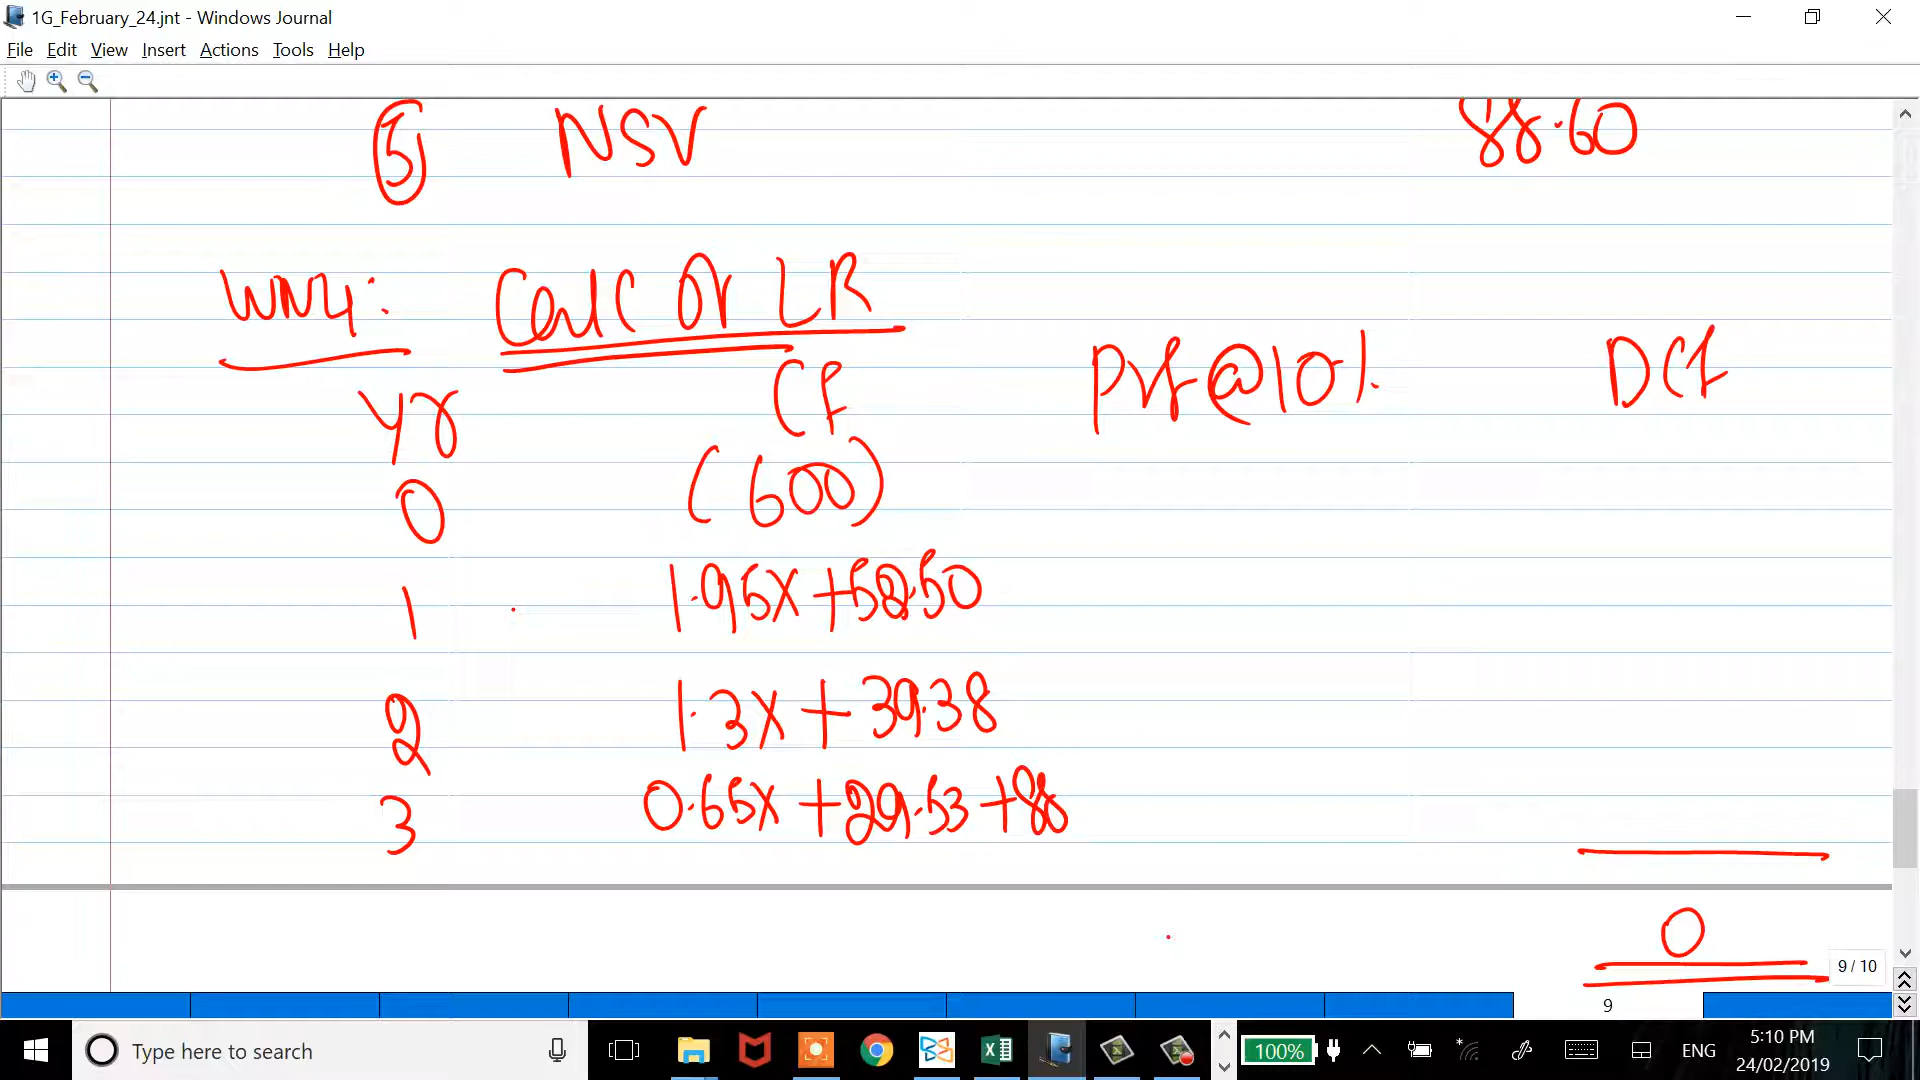 1G_February_24.jnt - Windows Journal
File Edit View Insert Actions Tools Help
5 NSV 88.60
WN4: Calc Of LR
Yr CF PVf@10% DCf
0 (600)
1 1.95X + 58.50
2 1.3X + 39.38
3 0.65X + 29.53 + 88
0
9 / 10
9
Type here to search
100%
ENG
5:10 PM
24/02/2019